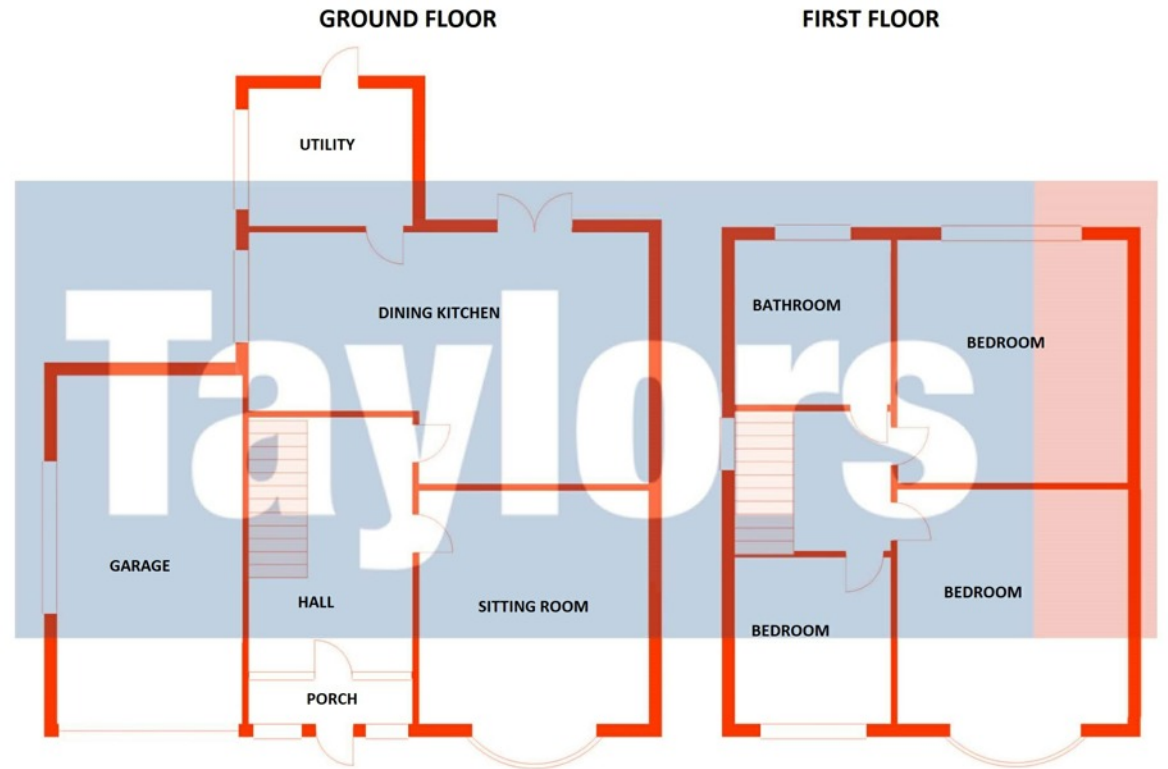 GROUND FLOOR
FIRST FLOOR
UTILITY
DINING KITCHEN
BATHROOM
BEDROOM
Taylors
GARAGE
HALL
SITTING ROOM
BEDROOM
BEDROOM
PORCH